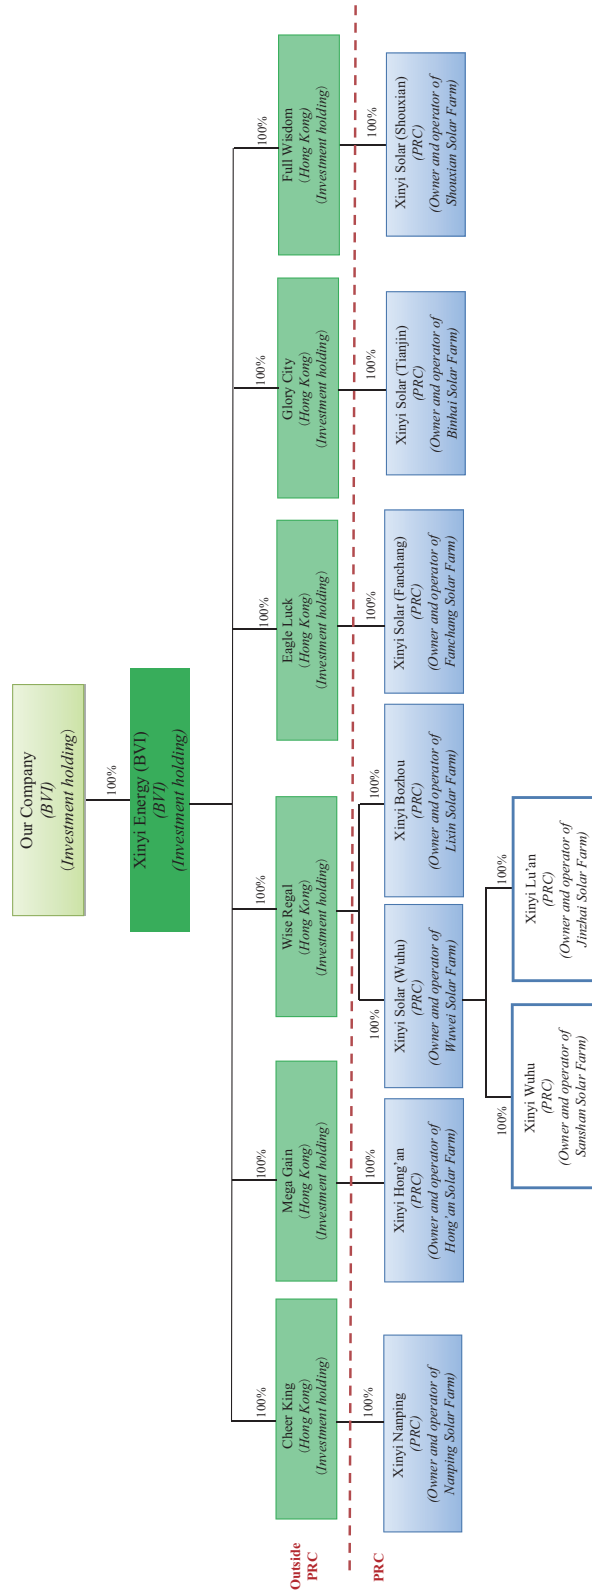 Our Company
(BVI)
(Investment holding)
100%
Xinyi Energy (BVI)
(BVI)
(Investment holding)
100%
100%
100%
100%
100%
100%
Cheer King
(Hong Kong)
(Investment holding)
Mega Gain
(Hong Kong)
(Investment holding)
Wise Regal
(Hong Kong)
(Investment holding)
Eagle Luck
(Hong Kong)
(Investment holding)
Glory City
(Hong Kong)
(Investment holding)
Full Wisdom
(Hong Kong)
(Investment holding)
Outside
PRC
PRC
100%
100%
100%
100%
100%
100%
100%
Xinyi Nanping
(PRC)
(Owner and operator of
Nanping Solar Farm)
Xinyi Hong'an
(PRC)
(Owner and operator of
Hong'an Solar Farm)
Xinyi Solar (Wuhu)
(PRC)
(Owner and operator of
Wuwei Solar Farm)
Xinyi Bozhou
(PRC)
(Owner and operator of
Lixin Solar Farm)
Xinyi Solar (Fanchang)
(PRC)
(Owner and operator of
Fanchang Solar Farm)
Xinyi Solar (Tianjin)
(PRC)
(Owner and operator of
Binhai Solar Farm)
Xinyi Solar (Shouxian)
(PRC)
(Owner and operator of
Shouxian Solar Farm)
100%
100%
Xinyi Wuhu
(PRC)
(Owner and operator of
Sanshan Solar Farm)
Xinyi Lu'an
(PRC)
(Owner and operator of
Jinzhai Solar Farm)